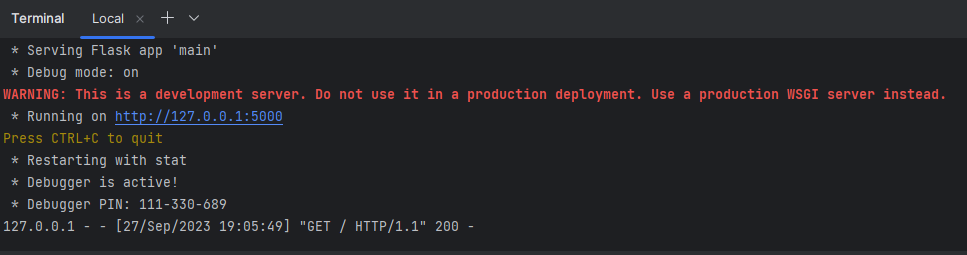 Terminal Local
* Serving Flask app 'main'
* Debug mode: on
WARNING: This is a development server. Do not use it in a production deployment. Use a production WSGI server instead.
* Running on http://127.0.0.1:5000
Press CTRL+C to quit
* Restarting with stat
* Debugger is active!
* Debugger PIN: 111-330-689
127.0.0.1 - - [27/Sep/2023 19:05:49] "GET / HTTP/1.1" 200 -